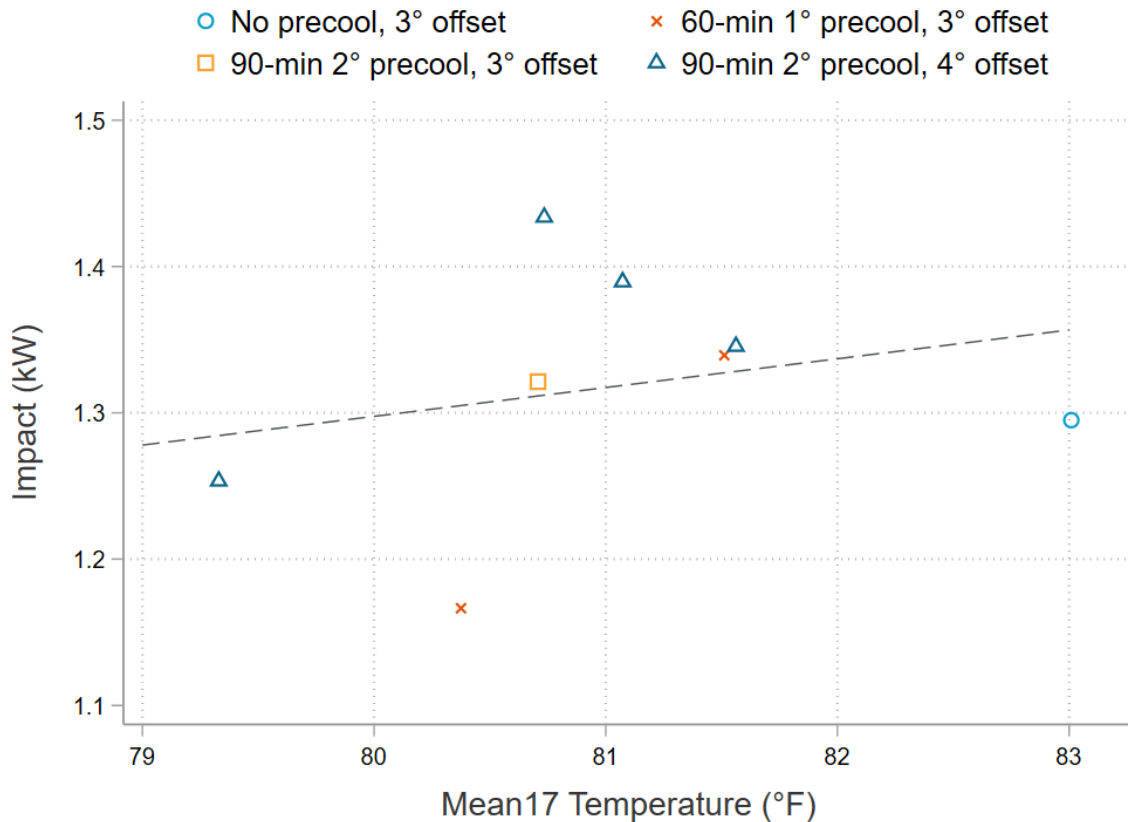 No precool, 3° offset
60-min 1° precool, 3° offset
90-min 2° precool, 3° offset
90-min 2° precool, 4° offset
1.5
1.4
1.3
1.2
1.1
Impact (kW)
79
80
81
82
83
Mean17 Temperature (°F)